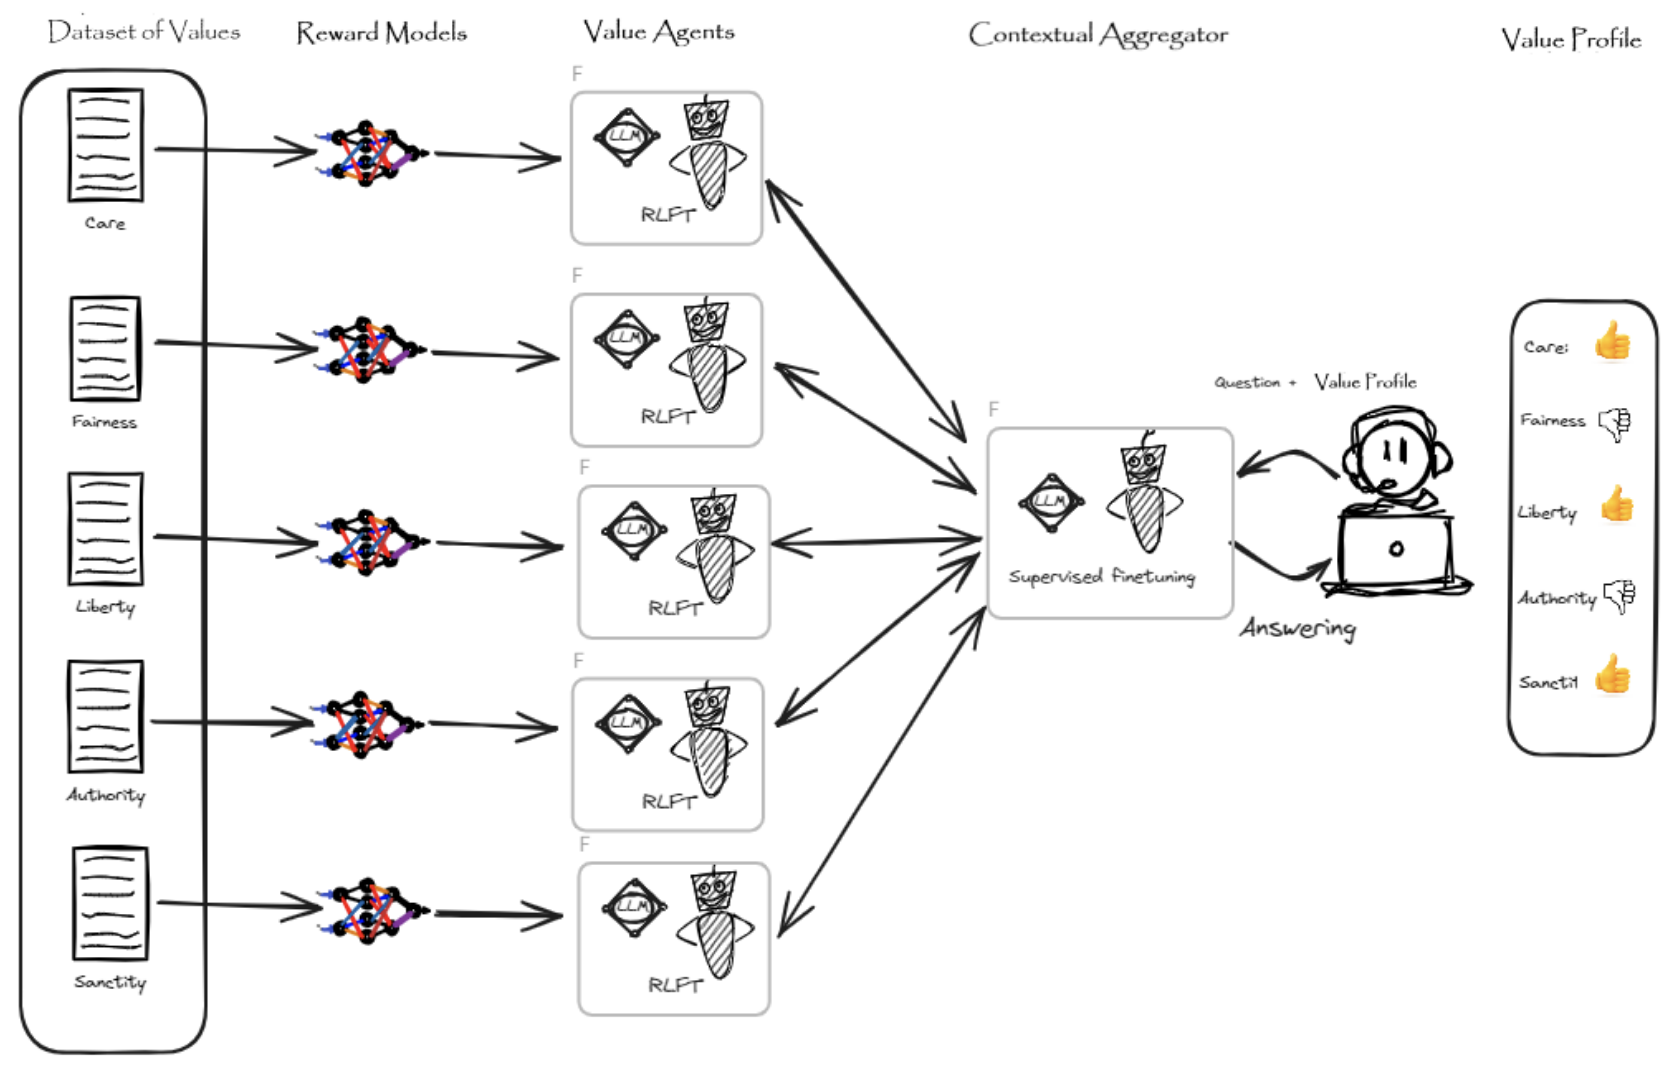 Dataset of Values
Reward Models
Value Agents
Contextual Aggregator
Value Profile
Care
Fairness
Liberty
Authority
Sanctity
F
LLM
RLFT
F
LLM
RLFT
F
LLM
RLFT
F
LLM
RLFT
F
LLM
RLFT
F
LLM
Supervised finetuning
Question + Value Profile
Answering
Care:
Fairness
Liberty
Authority
Sanctit